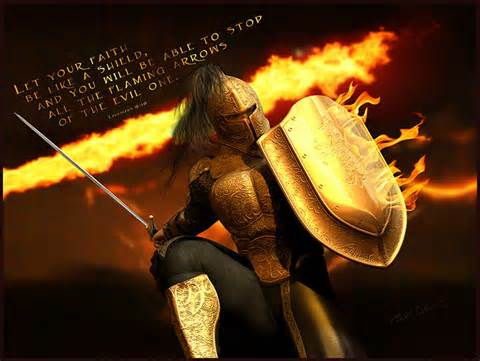 Let your faith
be like a shield,
and you will be able to stop
all the flaming arrows
of the evil one.